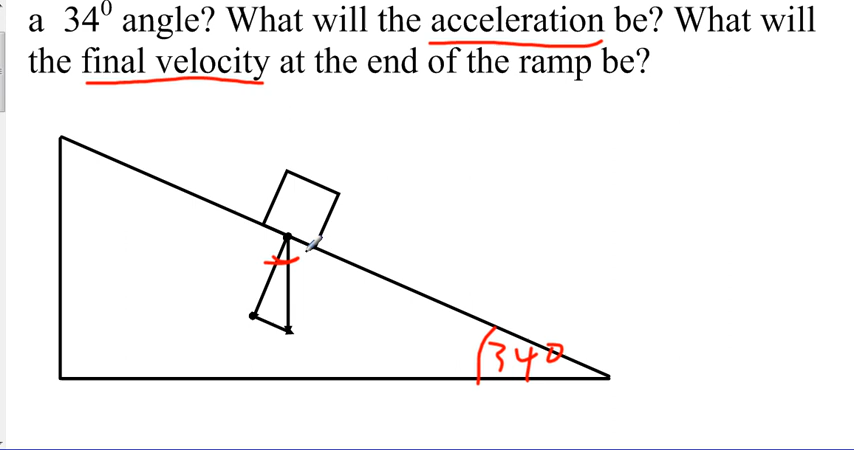 a 34⁰ angle? What will the acceleration be? What will
the final velocity at the end of the ramp be?
34⁰